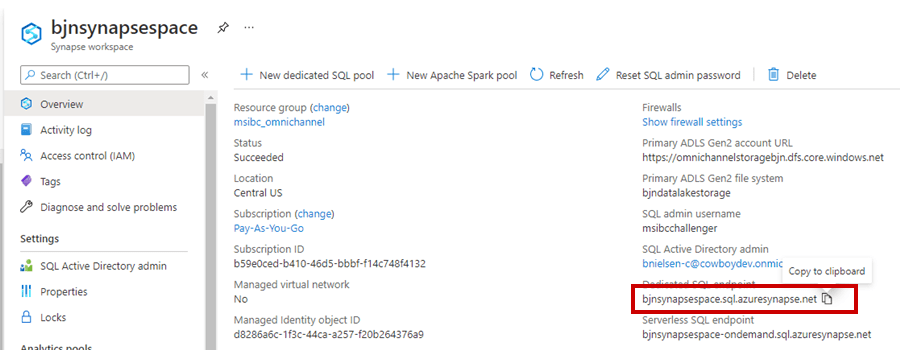 bjnsynapsespace
Synapse workspace
Search (Ctrl+/)
Overview
Activity log
Access control (IAM)
Tags
Diagnose and solve problems
Settings
SQL Active Directory admin
Properties
Locks
Analytics pools
New dedicated SQL pool
New Apache Spark pool
Refresh
Reset SQL admin password
Delete
Resource group (change)
msibc_omnichannel
Status
Succeeded
Location
Central US
Subscription (change)
Pay-As-You-Go
Subscription ID
b59e0ced-b410-46d5-bbbf-f14c748f4132
Managed virtual network
No
Managed Identity object ID
d8286a6c-1f3c-44ca-a257-f20b264376a9
Firewalls
Show firewall settings
Primary ADLS Gen2 account URL
https://omnichannelstoragebjn.dfs.core.windows.net
Primary ADLS Gen2 file system
bjndatalakestorage
SQL admin username
msibcchallenger
SQL Active Directory admin
bnielsen-c@cowboydev.onmic
Copy to clipboard
Dedicated SQL endpoint
bjnsynapsespace.sql.azuresynapse.net
Serverless SQL endpoint
bjnsynapsespace-ondemand.sql.azuresynapse.net